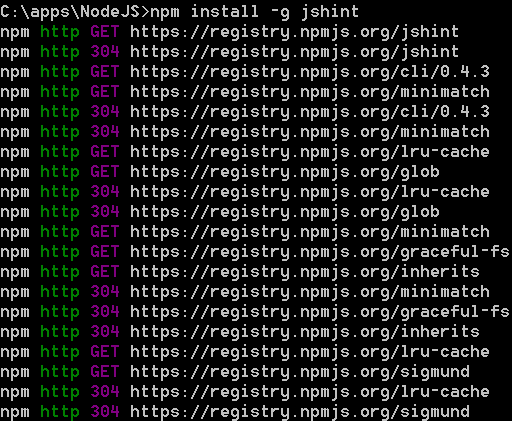 C:\apps\NodeJS>npm install -g jshint
npm http GET https://registry.npmjs.org/jshint
npm http 304 https://registry.npmjs.org/jshint
npm http GET https://registry.npmjs.org/cli/0.4.3
npm http GET https://registry.npmjs.org/minimatch
npm http 304 https://registry.npmjs.org/cli/0.4.3
npm http 304 https://registry.npmjs.org/minimatch
npm http GET https://registry.npmjs.org/lru-cache
npm http GET https://registry.npmjs.org/glob
npm http 304 https://registry.npmjs.org/lru-cache
npm http 304 https://registry.npmjs.org/glob
npm http GET https://registry.npmjs.org/minimatch
npm http GET https://registry.npmjs.org/graceful-fs
npm http GET https://registry.npmjs.org/inherits
npm http 304 https://registry.npmjs.org/minimatch
npm http 304 https://registry.npmjs.org/graceful-fs
npm http 304 https://registry.npmjs.org/inherits
npm http GET https://registry.npmjs.org/lru-cache
npm http GET https://registry.npmjs.org/sigmund
npm http 304 https://registry.npmjs.org/lru-cache
npm http 304 https://registry.npmjs.org/sigmund